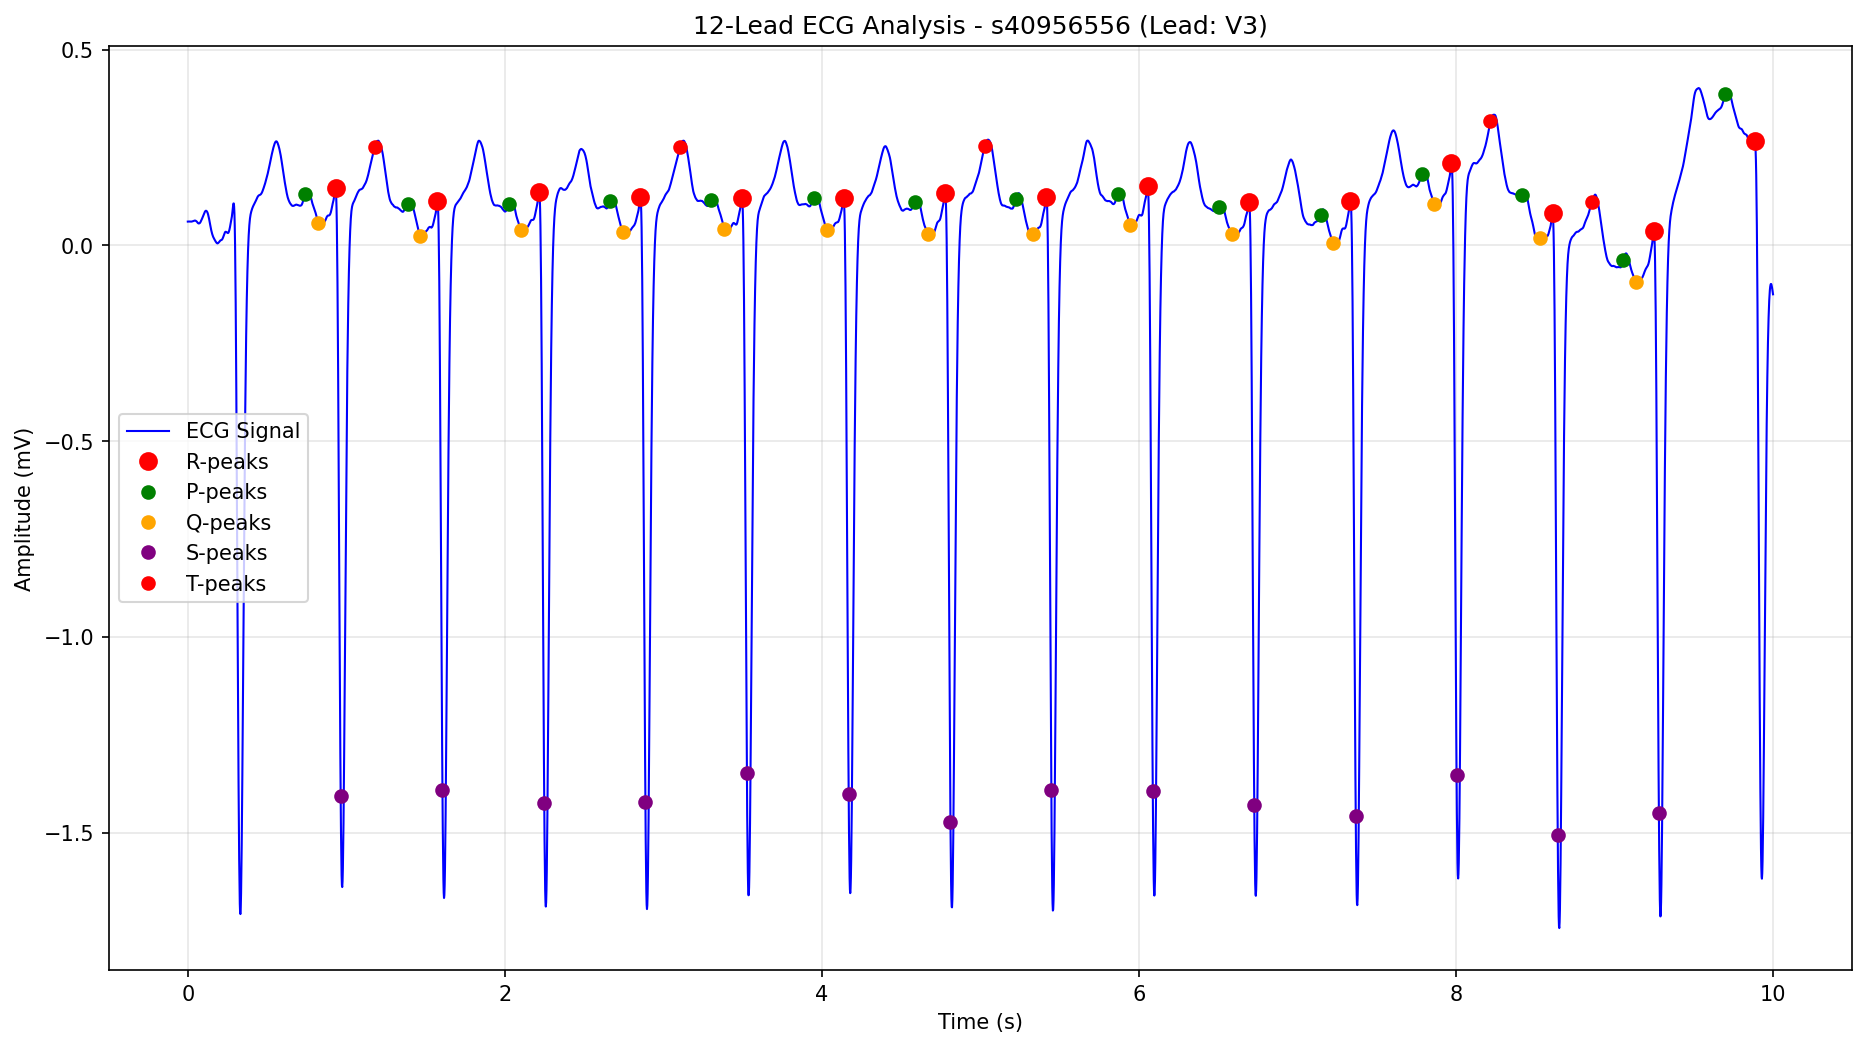 12-Lead ECG Analysis - s40956556 (Lead: V3)
Amplitude (mV)
0.5
0.0
−0.5
−1.0
−1.5
ECG Signal
R-peaks
P-peaks
Q-peaks
S-peaks
T-peaks
0 2 4 6 8 10
Time (s)